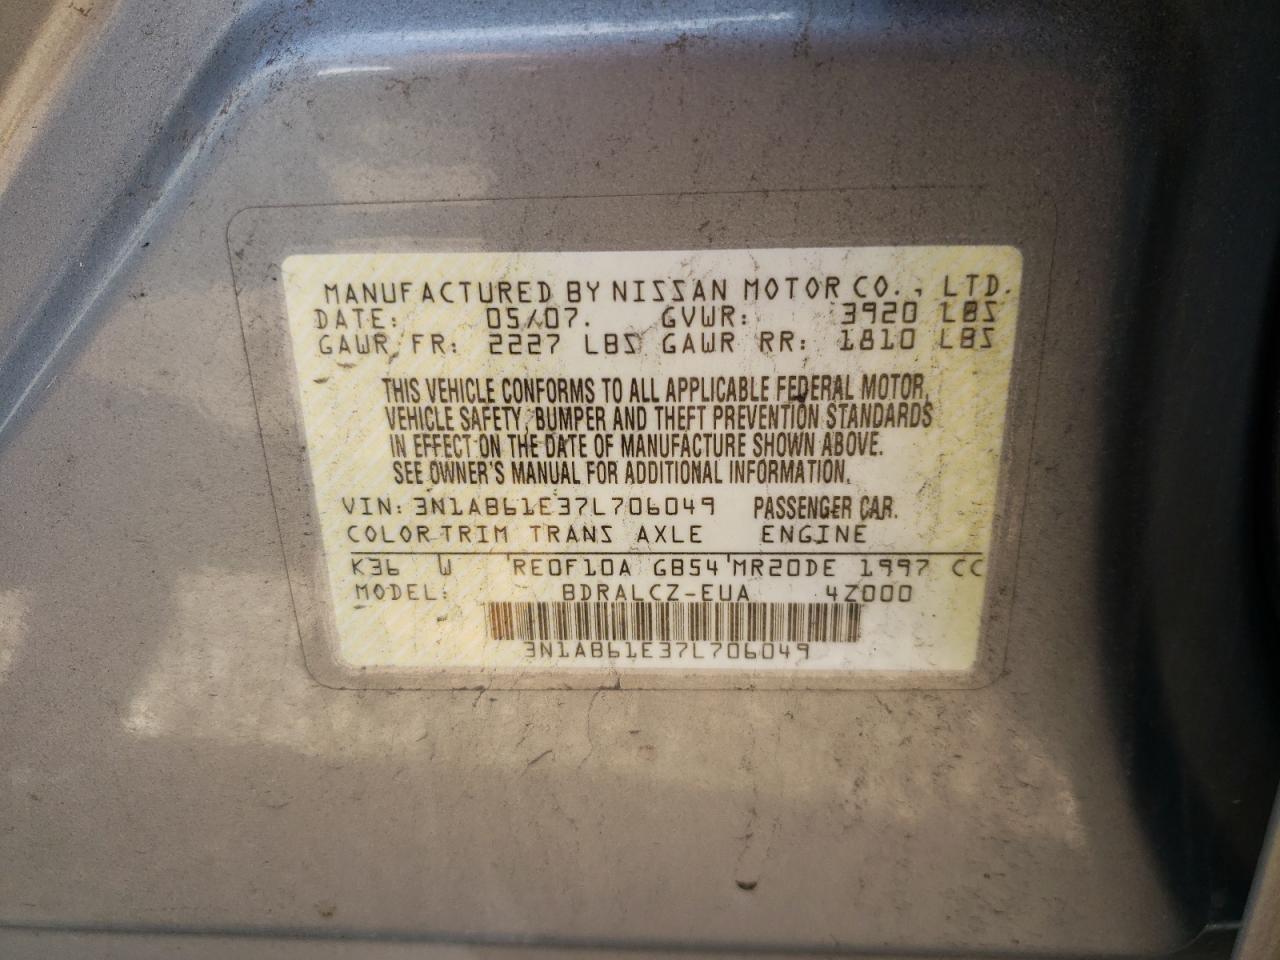 MANUFACTURED BY NISSAN MOTOR CO., LTD.
DATE: 05/07. GVWR: 3920 LBS
GAWR FR: 2227 LBS GAWR RR: 1810 LBS
THIS VEHICLE CONFORMS TO ALL APPLICABLE FEDERAL MOTOR
VEHICLE SAFETY, BUMPER AND THEFT PREVENTION STANDARDS
IN EFFECT ON THE DATE OF MANUFACTURE SHOWN ABOVE.
SEE OWNER'S MANUAL FOR ADDITIONAL INFORMATION.
VIN: 3N1AB61E37L706049 PASSENGER CAR.
COLOR TRIM TRANS AXLE ENGINE
K36 W RE0F10A GB54 MR20DE 1997 CC
MODEL: BDRALCZ-EUA 4Z000
3N1AB61E37L706049